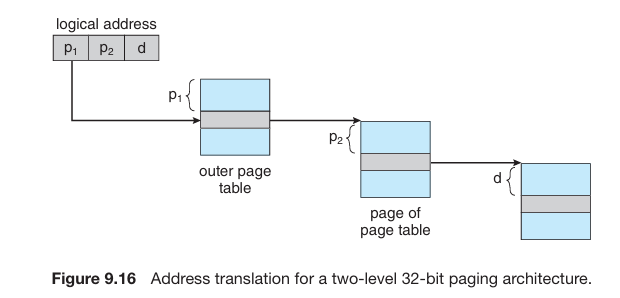 logical address
p₁ p₂ d
p₁
outer page
table
p₂
page of
page table
d
Figure 9.16 Address translation for a two-level 32-bit paging architecture.